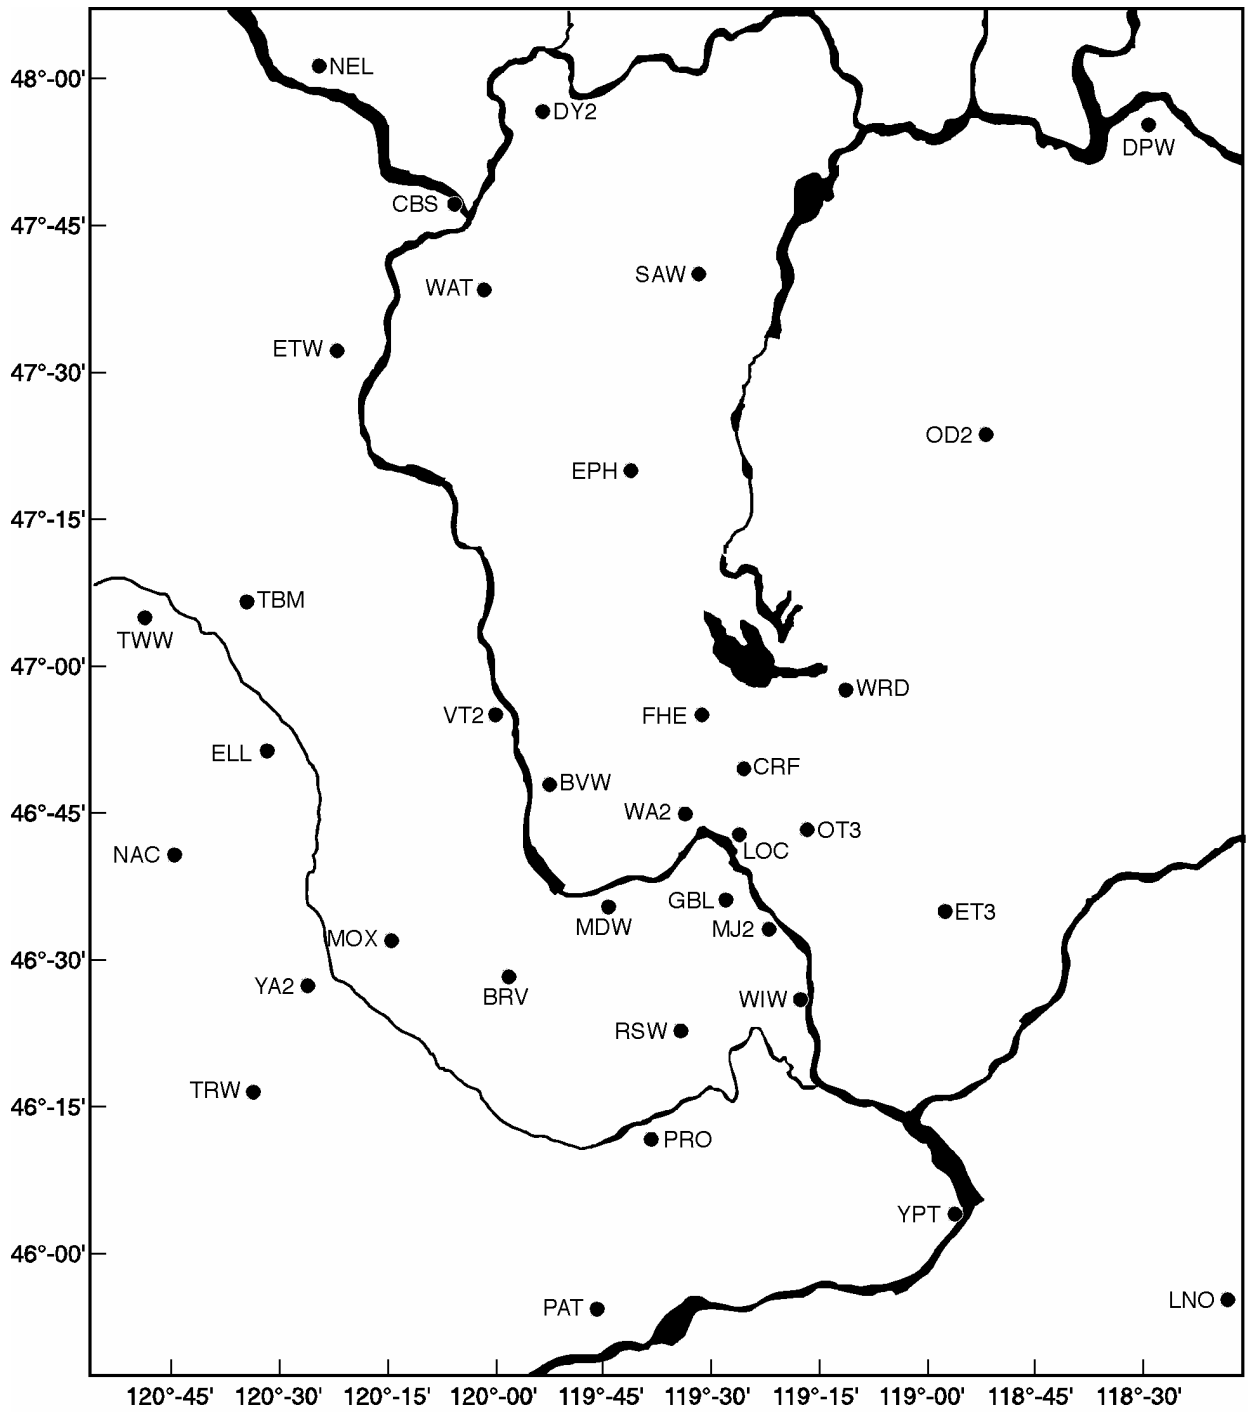 NEL
48°-00'
DY2
DPW
CBS
47°-45'
SAW
WAT
ETW
47°-30'
OD2
EPH
47°-15'
TBM
TWW
47°-00'
WRD
VT2
FHE
ELL
CRF
BVW
46°-45'
WA2
OT3
LOC
NAC
GBL
ET3
MDW
MJ2
MOX
46°-30'
YA2
BRV
WIW
RSW
TRW
46°-15'
PRO
YPT
46°-00'
LNO
PAT
120°-45' 120°-30' 120°-15' 120°-00' 119°-45' 119°-30' 119°-15' 119°-00' 118°-45' 118°-30'